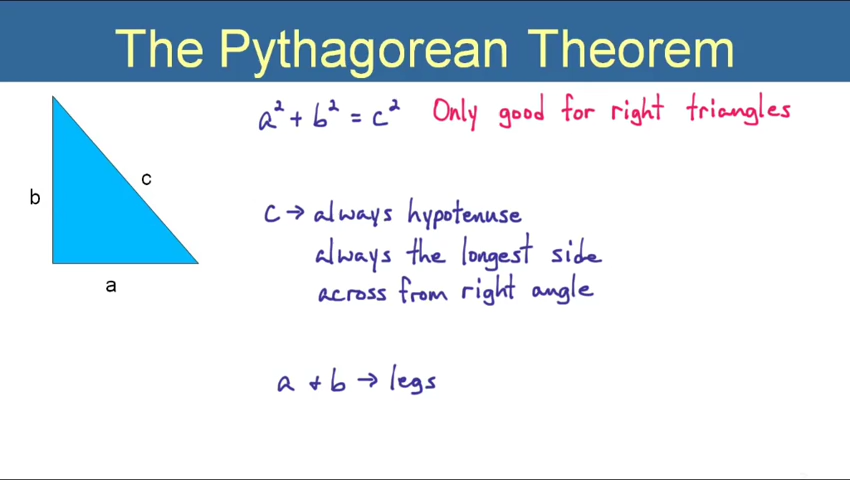 The Pythagorean Theorem
a² + b² = c² Only good for right triangles
c
b
c → always hypotenuse
always the longest side
across from right angle
a
a + b → legs